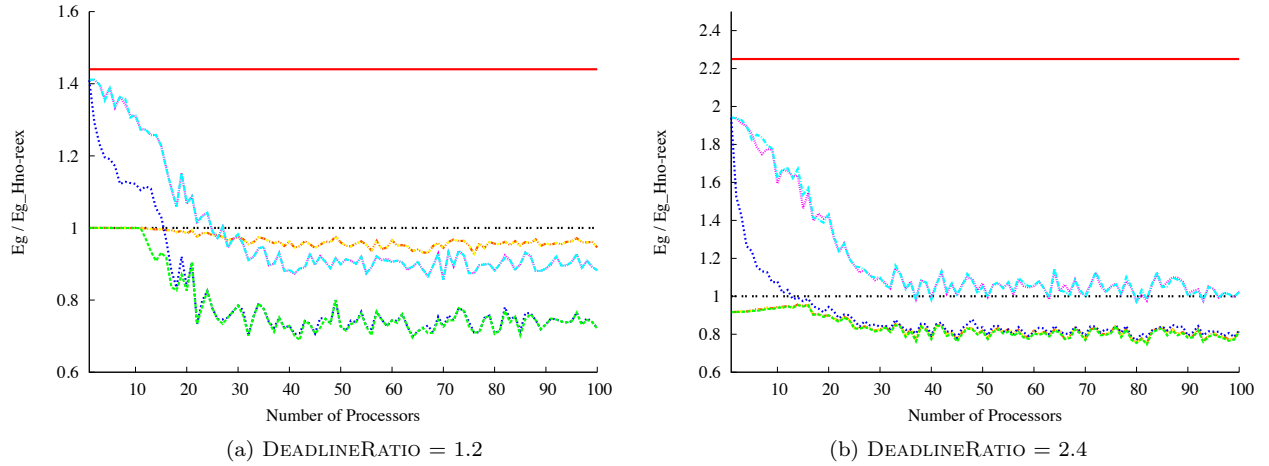 1.6
1.4
1.2
1
0.8
0.6
Eg / Eg_Hno-reex
10 20 30 40 50 60 70 80 90 100
Number of Processors
(a) DEADLINERATIO = 1.2
2.4
2.2
2
1.8
1.6
1.4
1.2
1
0.8
0.6
Eg / Eg_Hno-reex
10 20 30 40 50 60 70 80 90 100
Number of Processors
(b) DEADLINERATIO = 2.4